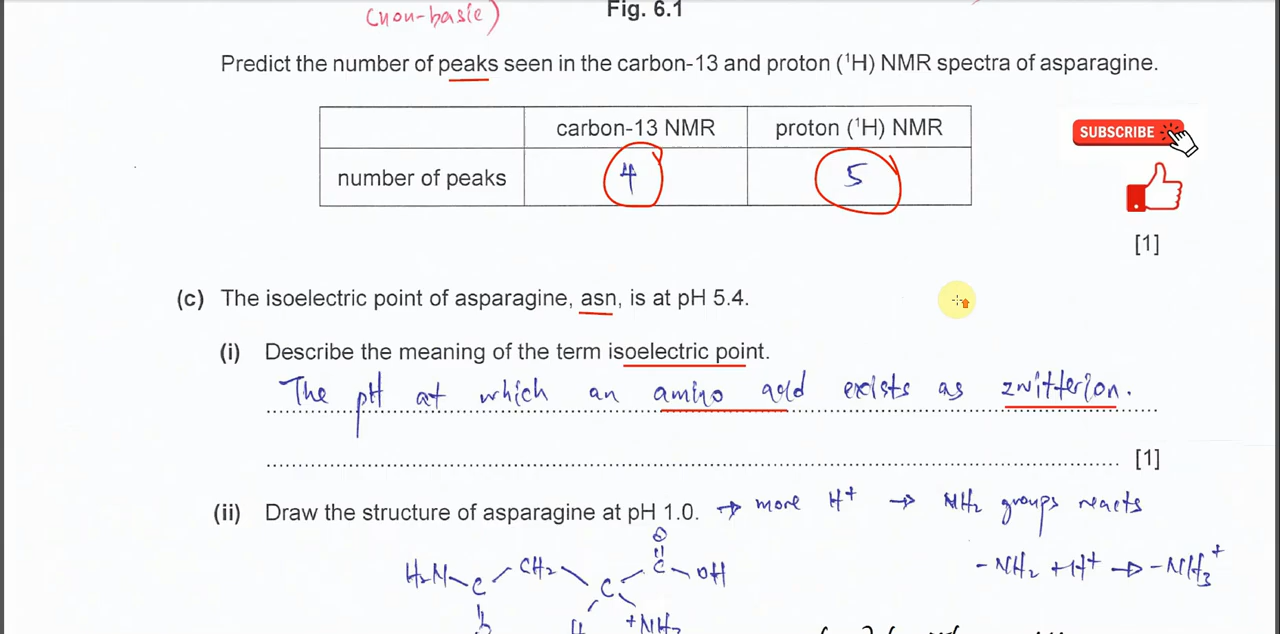 (non-basic)
Fig. 6.1
Predict the number of peaks seen in the carbon-13 and proton (¹H) NMR spectra of asparagine.
carbon-13 NMR proton (¹H) NMR
number of peaks 4 5
SUBSCRIBE
[1]
(c) The isoelectric point of asparagine, asn, is at pH 5.4.
(i) Describe the meaning of the term isoelectric point.
The pH at which an amino acid exists as zwitterion.
[1]
(ii) Draw the structure of asparagine at pH 1.0. → more H⁺ → NH₂ groups reacts
-NH₂ + H⁺ → -NH₃⁺
O
H₂N C CH₂ C C OH
O H +NH₃